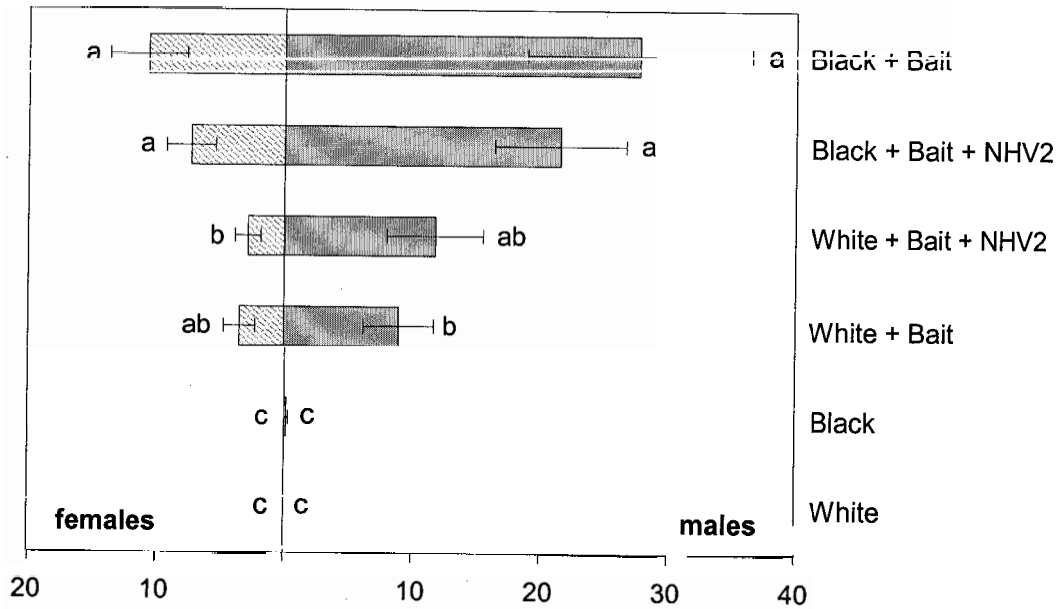 a a Black + Bait
a a Black + Bait + NHV2
b ab White + Bait + NHV2
ab b White + Bait
c c Black
c c White
females males
20 10 10 20 30 40